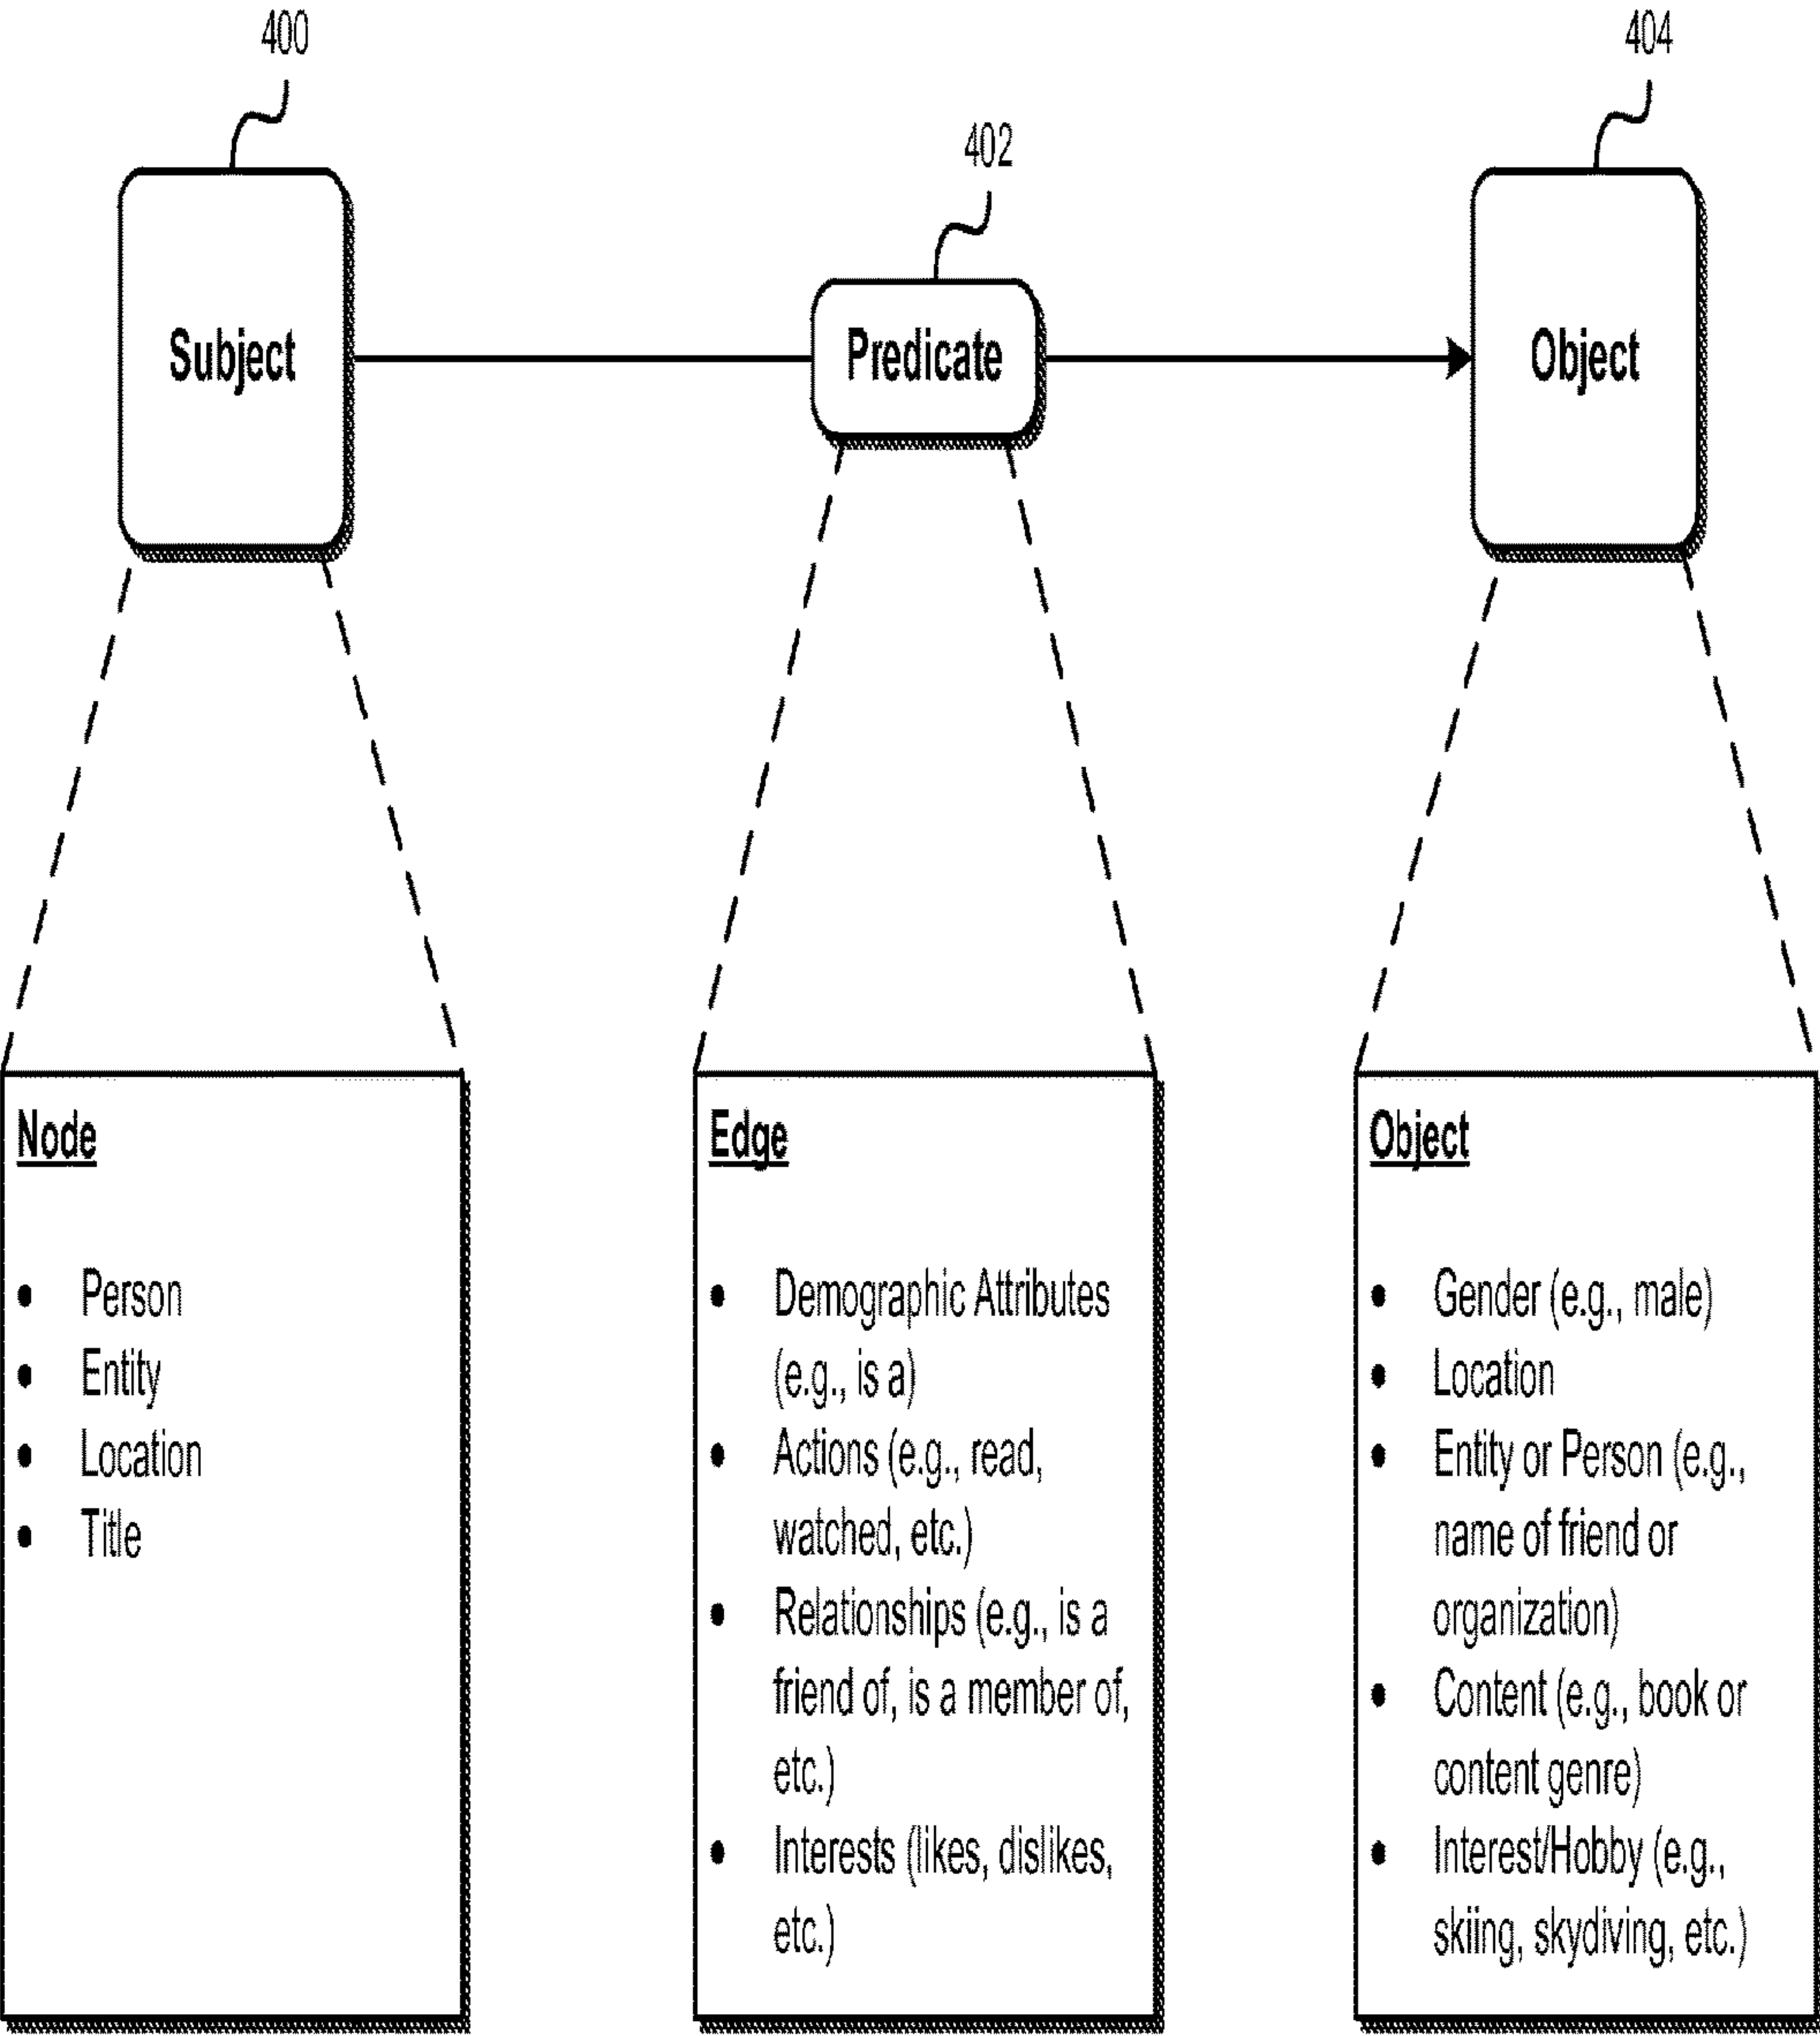 400
404
402
Subject
Predicate
Object
Node
• Person
• Entity
• Location
• Title
Edge
• Demographic Attributes
(e.g., is a)
• Actions (e.g., read,
watched, etc.)
• Relationships (e.g., is a
friend of, is a member of,
etc.)
• Interests (likes, dislikes,
etc.)
Object
• Gender (e.g., male)
• Location
• Entity or Person (e.g.,
name of friend or
organization)
• Content (e.g., book or
content genre)
• Interest/Hobby (e.g.,
skiing, skydiving, etc.)